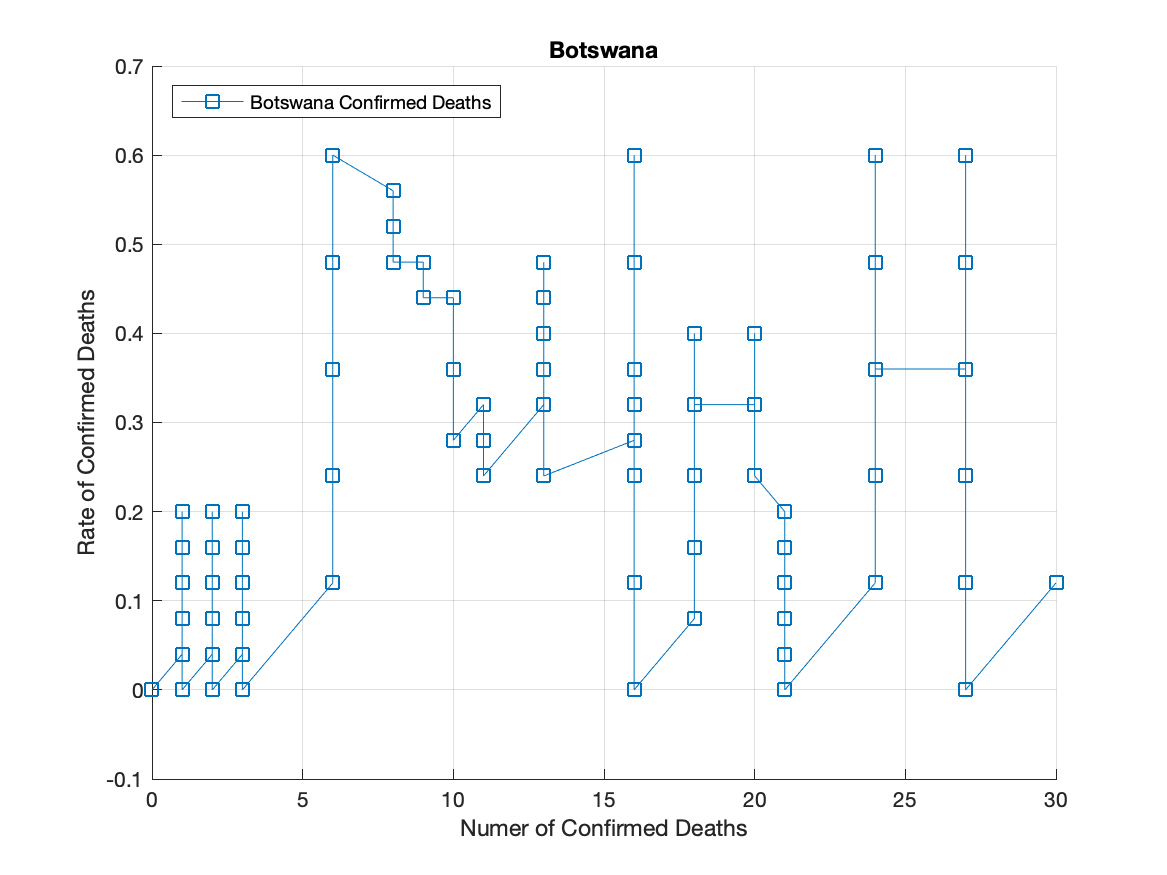 Botswana
0.7
Botswana Confirmed Deaths
0.6
0.5
0.4
0.3
0.2
0.1
0
-0.1
Rate of Confirmed Deaths
0 5 10 15 20 25 30
Numer of Confirmed Deaths